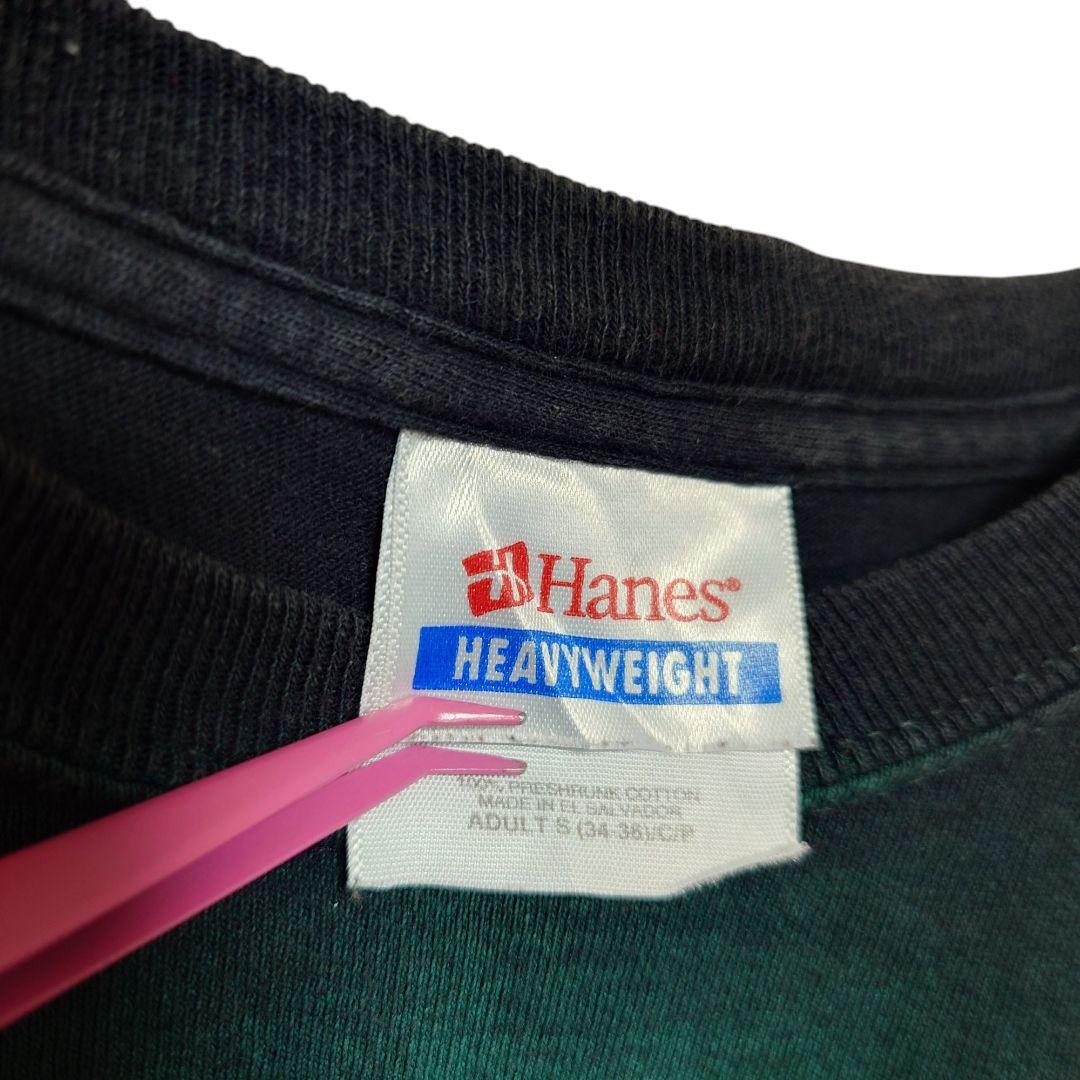 H Hanes®
HEAVYWEIGHT
100% PRESHRUNK COTTON
MADE IN EL SALVADOR
ADULT S (34-36)/C/P